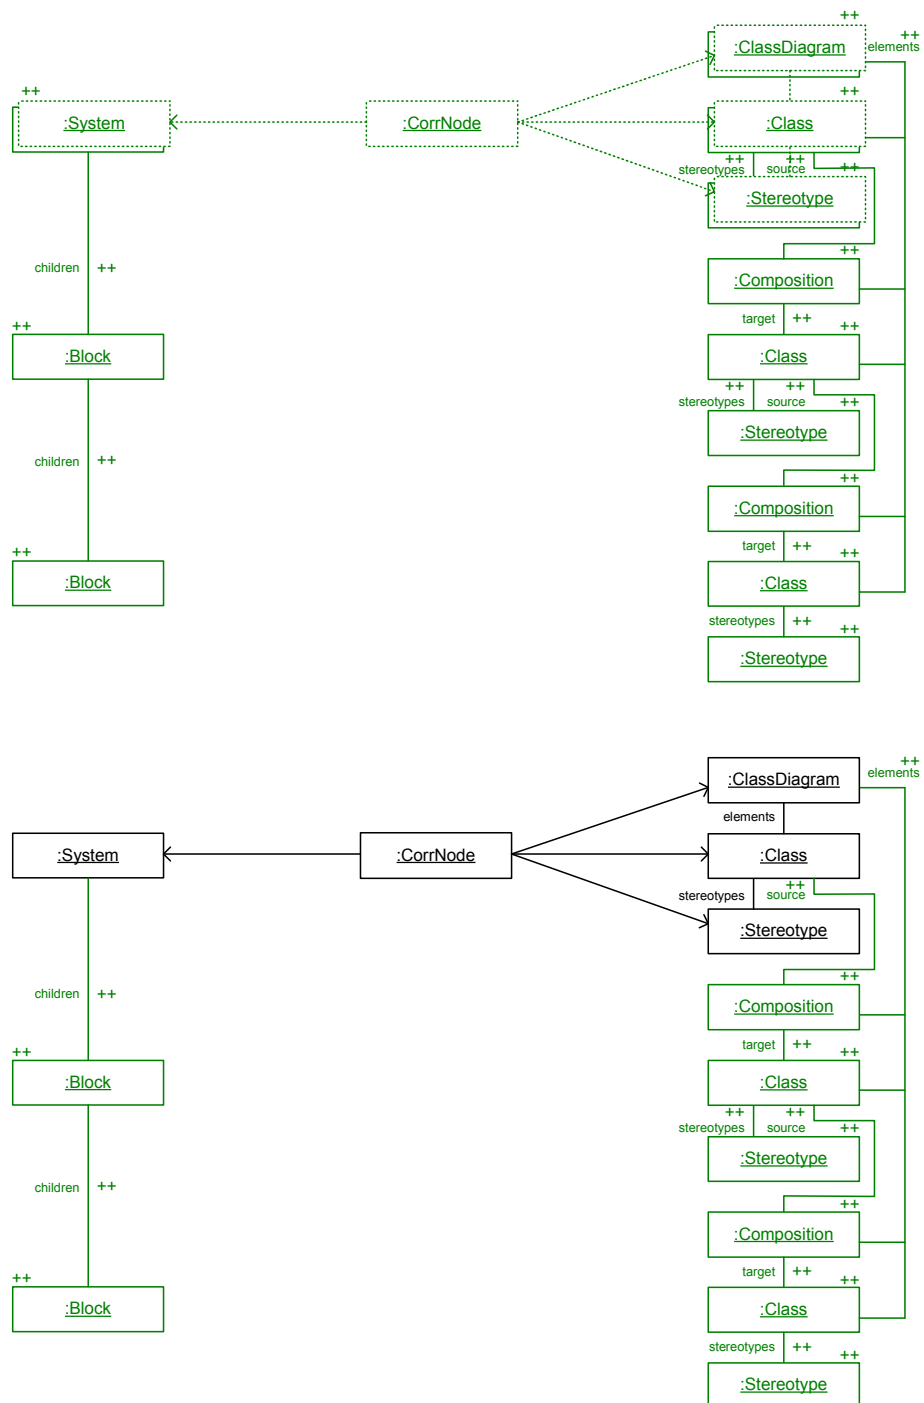 ++
++
:ClassDiagram
elements
++
++
:System
:CorrNode
:Class
++
++
++
stereotypes
source
:Stereotype
++
children
++
:Composition
target
++
++
++
:Block
:Class
++
++
stereotypes
source
++
:Stereotype
children
++
++
:Composition
target
++
++
++
:Block
:Class
stereotypes
++
++
:Stereotype
++
:ClassDiagram
elements
elements
:System
:CorrNode
:Class
++
stereotypes
source
:Stereotype
++
children
++
:Composition
target
++
++
++
:Block
:Class
++
++
stereotypes
source
++
:Stereotype
children
++
++
:Composition
target
++
++
++
:Block
:Class
stereotypes
++
++
:Stereotype